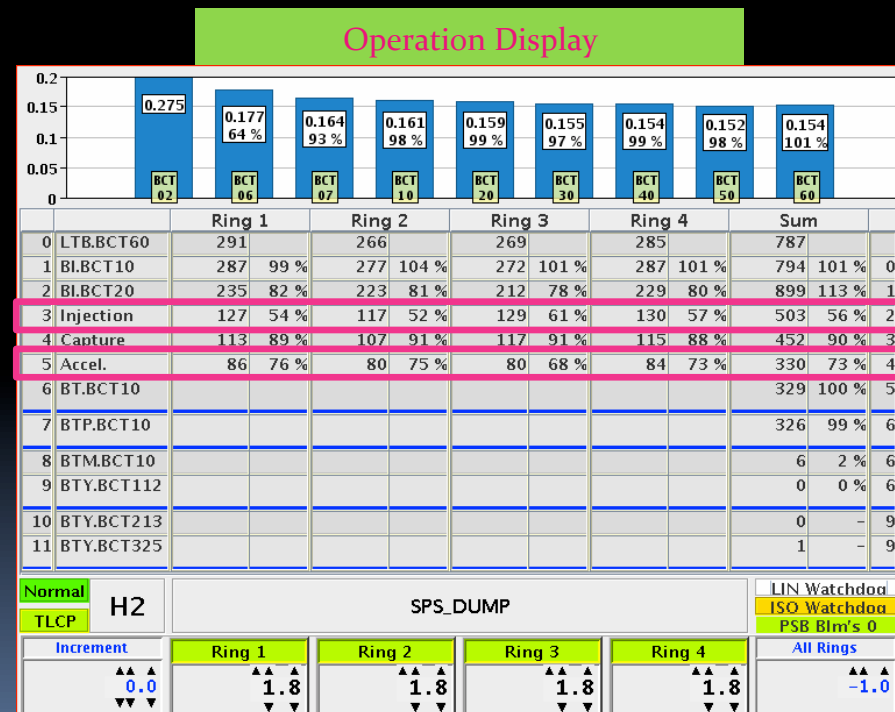 Operation Display
0.2
0.15
0.1
0.05
0
0.275 0.177 64 % 0.164 93 % 0.161 98 % 0.159 99 % 0.155 97 % 0.154 99 % 0.152 98 % 0.154 101 %
BCT 02 BCT 06 BCT 07 BCT 10 BCT 20 BCT 30 BCT 40 BCT 50 BCT 60
Ring 1 Ring 2 Ring 3 Ring 4 Sum
0 LTB.BCT60 291 266 269 285 787
1 BI.BCT10 287 99 % 277 104 % 272 101 % 287 101 % 794 101 % 0
2 BI.BCT20 235 82 % 223 81 % 212 78 % 229 80 % 899 113 % 1
3 Injection 127 54 % 117 52 % 129 61 % 130 57 % 503 56 % 2
4 Capture 113 89 % 107 91 % 117 91 % 115 88 % 452 90 % 3
5 Accel. 86 76 % 80 75 % 80 68 % 84 73 % 330 73 % 4
6 BT.BCT10 329 100 % 5
7 BTP.BCT10 326 99 % 6
8 BTM.BCT10 6 2 % 6
9 BTY.BCT112 0 0 % 6
10 BTY.BCT213 0 - 9
11 BTY.BCT325 1 - 9
Normal
TLCP
H2
SPS_DUMP
LIN Watchdog
ISO Watchdog
PSB Blm's 0
Increment Ring 1 Ring 2 Ring 3 Ring 4 All Rings
0.0 1.8 1.8 1.8 1.8 -1.0